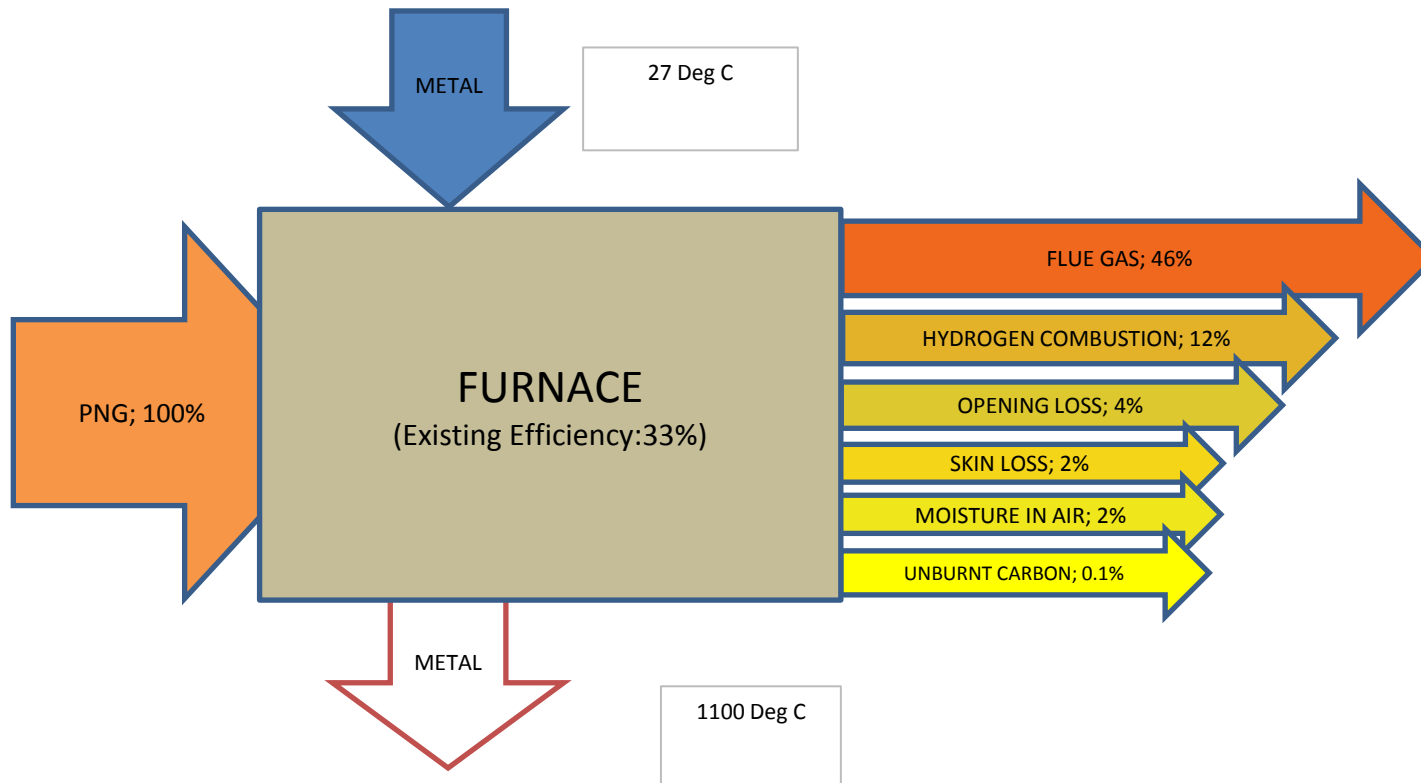 METAL
27 Deg C
FLUE GAS; 46%
HYDROGEN COMBUSTION; 12%
FURNACE
(Existing Efficiency:33%)
PNG; 100%
OPENING LOSS; 4%
SKIN LOSS; 2%
MOISTURE IN AIR; 2%
UNBURNT CARBON; 0.1%
METAL
1100 Deg C